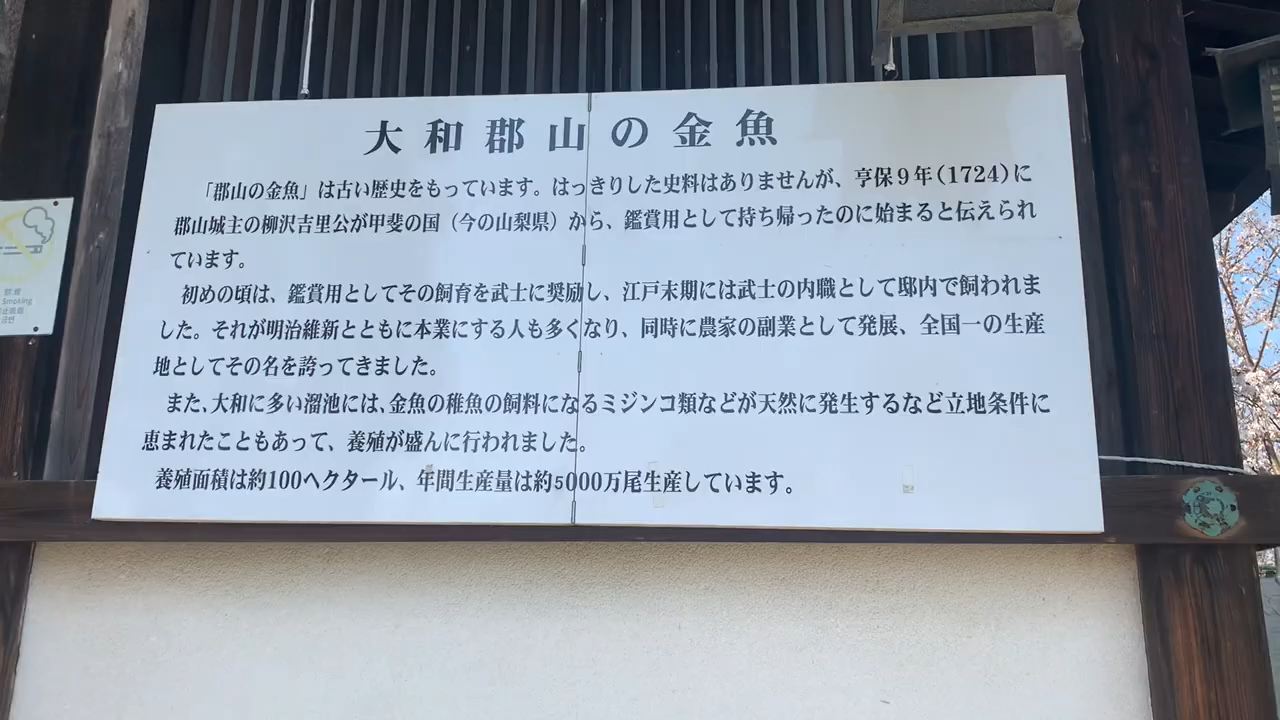 大和郡山の金魚
「郡山の金魚」は古い歴史をもっています。はっきりした史料はありませんが、享保9年(1724)に
郡山城主の柳沢吉里公が甲斐の国（今の山梨県）から、鑑賞用として持ち帰ったのに始まると伝えられ
ています。
初めの頃は、鑑賞用としてその飼育を武士に奨励し、江戸末期には武士の内職として邸内で飼われま
した。それが明治維新とともに本業にする人も多くなり、同時に農家の副業として発展、全国一の生産
地としてその名を誇ってきました。
また、大和に多い溜池には、金魚の稚魚の飼料になるミジンコ類などが天然に発生するなど立地条件に
恵まれたこともあって、養殖が盛んに行われました。
養殖面積は約100ヘクタール、年間生産量は約5000万尾生産しています。
Smoking